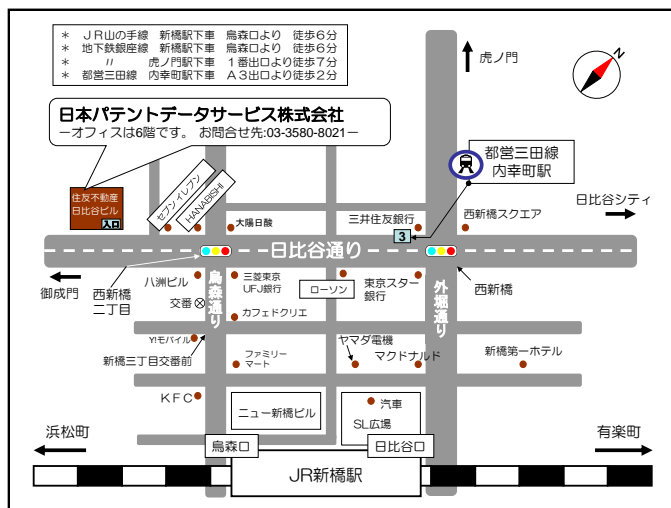 ＊　ＪＲ山の手線　新橋駅下車　烏森口より　徒歩６分
＊　地下鉄銀座線　新橋駅下車　烏森口より　徒歩６分
＊　〃　虎ノ門駅下車　１番出口より徒歩７分
＊　都営三田線　内幸町駅下車　Ａ３出口より徒歩２分
N
虎ノ門
日本パテントデータサービス株式会社
－オフィスは6階です。 お問合せ先:03-3580-8021－
都営三田線
内幸町駅
住友不動産
日比谷ビル
入口
セブンイレブン
HANABISHI
大陽日酸
三井住友銀行
3
西新橋スクエア
日比谷シティ
日比谷通り
御成門
西新橋
二丁目
八洲ビル
交番
烏森通り
三菱東京
UFJ銀行
ローソン
東京スター
銀行
外堀通り
西新橋
カフェドクリエ
Y!モバイル
新橋三丁目交番前
ファミリー
マート
ヤマダ電機
マクドナルド
新橋第一ホテル
ＫＦＣ
ニュー新橋ビル
汽車
SL広場
浜松町
烏森口
日比谷口
有楽町
JR新橋駅